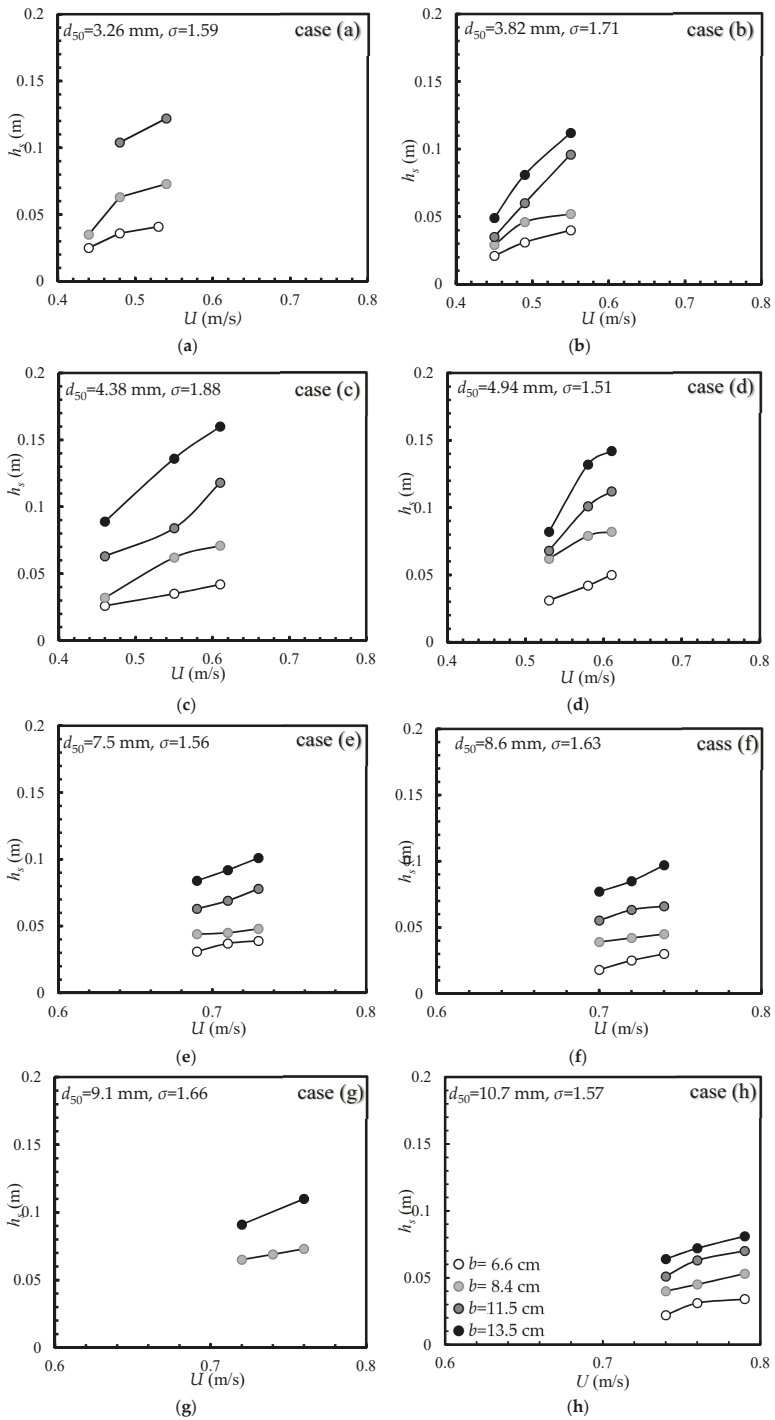 0.2
d50=3.26 mm, σ=1.59
case (a)
0.15
hs (m)
0.1
0.05
0
0.4
0.5
0.6
0.7
0.8
U (m/s)
(a)
0.2
d50=3.82 mm, σ=1.71
case (b)
0.15
hs (m)
0.1
0.05
0
0.4
0.5
0.6
0.7
0.8
U (m/s)
(b)
0.2
d50=4.38 mm, σ=1.88
case (c)
0.15
hs (m)
0.1
0.05
0
0.4
0.5
0.6
0.7
0.8
U (m/s)
(c)
0.2
d50=4.94 mm, σ=1.51
case (d)
0.15
hs (m)
0.1
0.05
0
0.4
0.5
0.6
0.7
0.8
U (m/s)
(d)
0.2
d50=7.5 mm, σ=1.56
case (e)
0.15
hs (m)
0.1
0.05
0
0.6
0.7
0.8
U (m/s)
(e)
0.2
d50=8.6 mm, σ=1.63
cass (f)
0.15
hs (m)
0.1
0.05
0
0.6
0.7
0.8
U (m/s)
(f)
0.2
d50=9.1 mm, σ=1.66
case (g)
0.15
hs (m)
0.1
0.05
0
0.6
0.7
0.8
U (m/s)
(g)
0.2
d50=10.7 mm, σ=1.57
case (h)
0.15
hs (m)
0.1
0.05
0
b= 6.6 cm
b= 8.4 cm
b=11.5 cm
b=13.5 cm
0.6
0.7
0.8
U (m/s)
(h)